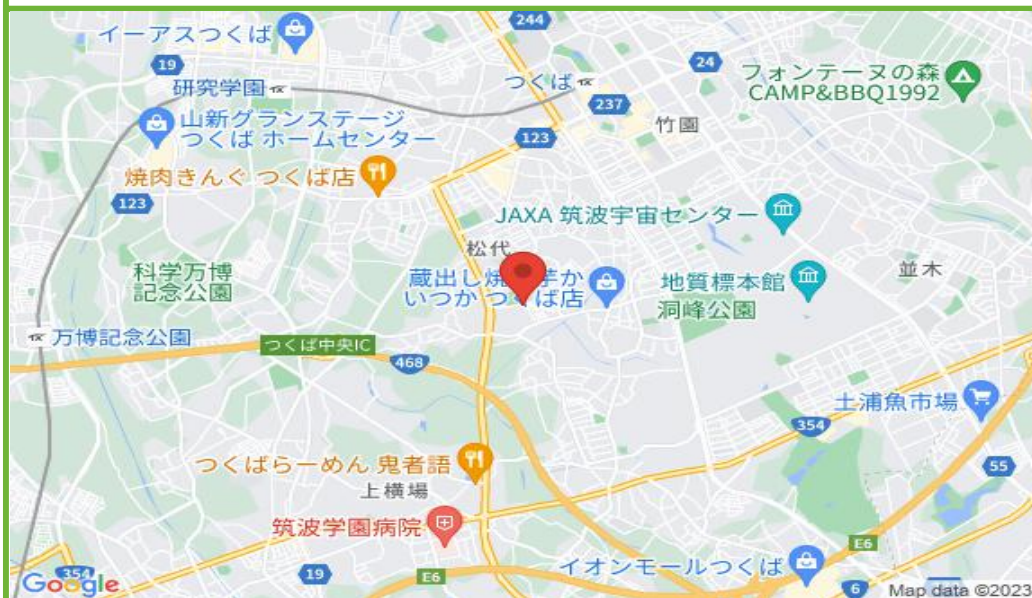 244
イーアスつくば
19
24
研究学園
つくば
フォンテーヌの森
CAMP&BBQ1992
237
山新グランステージ
つくば ホームセンター
竹園
123
焼肉きんぐ つくば店
123
JAXA 筑波宇宙センター
松代
科学万博
記念公園
蔵出し焼 芋か
いつか つくば店
地質標本館
並木
洞峰公園
万博記念公園
つくば中央IC
468
土浦魚市場
354
つくばらーめん 鬼者語
55
上横場
筑波学園病院
E6
イオンモールつくば
354
Google
19
E6
6
Map data ©2023